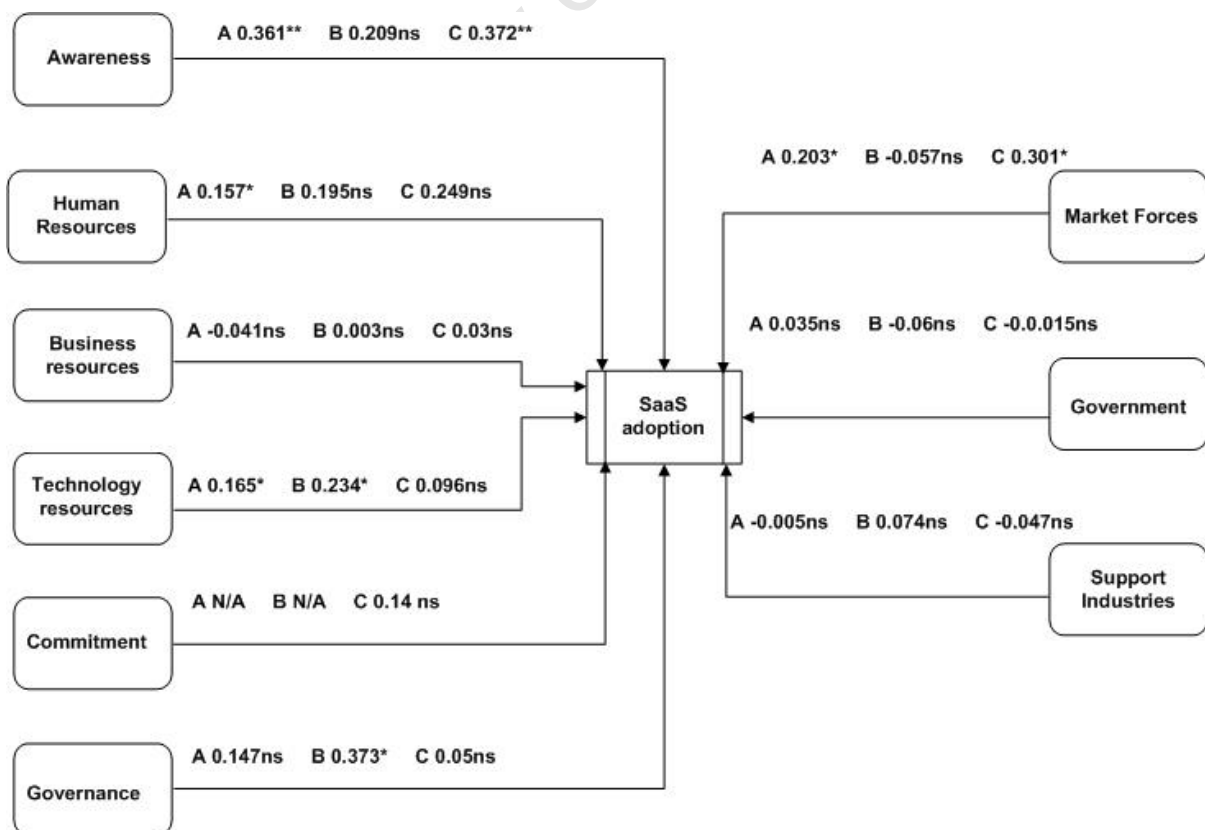 A 0.361** B 0.209ns C 0.372**
Awareness
A 0.203* B -0.057ns C 0.301*
A 0.157* B 0.195ns C 0.249ns
Human
Resources
Market Forces
A -0.041ns B 0.003ns C 0.03ns
A 0.035ns B -0.06ns C -0.0.015ns
Business
resources
SaaS
adoption
Government
Technology
resources
A 0.165* B 0.234* C 0.096ns
A -0.005ns B 0.074ns C -0.047ns
Support
Industries
A N/A B N/A C 0.14 ns
Commitment
A 0.147ns B 0.373* C 0.05ns
Governance